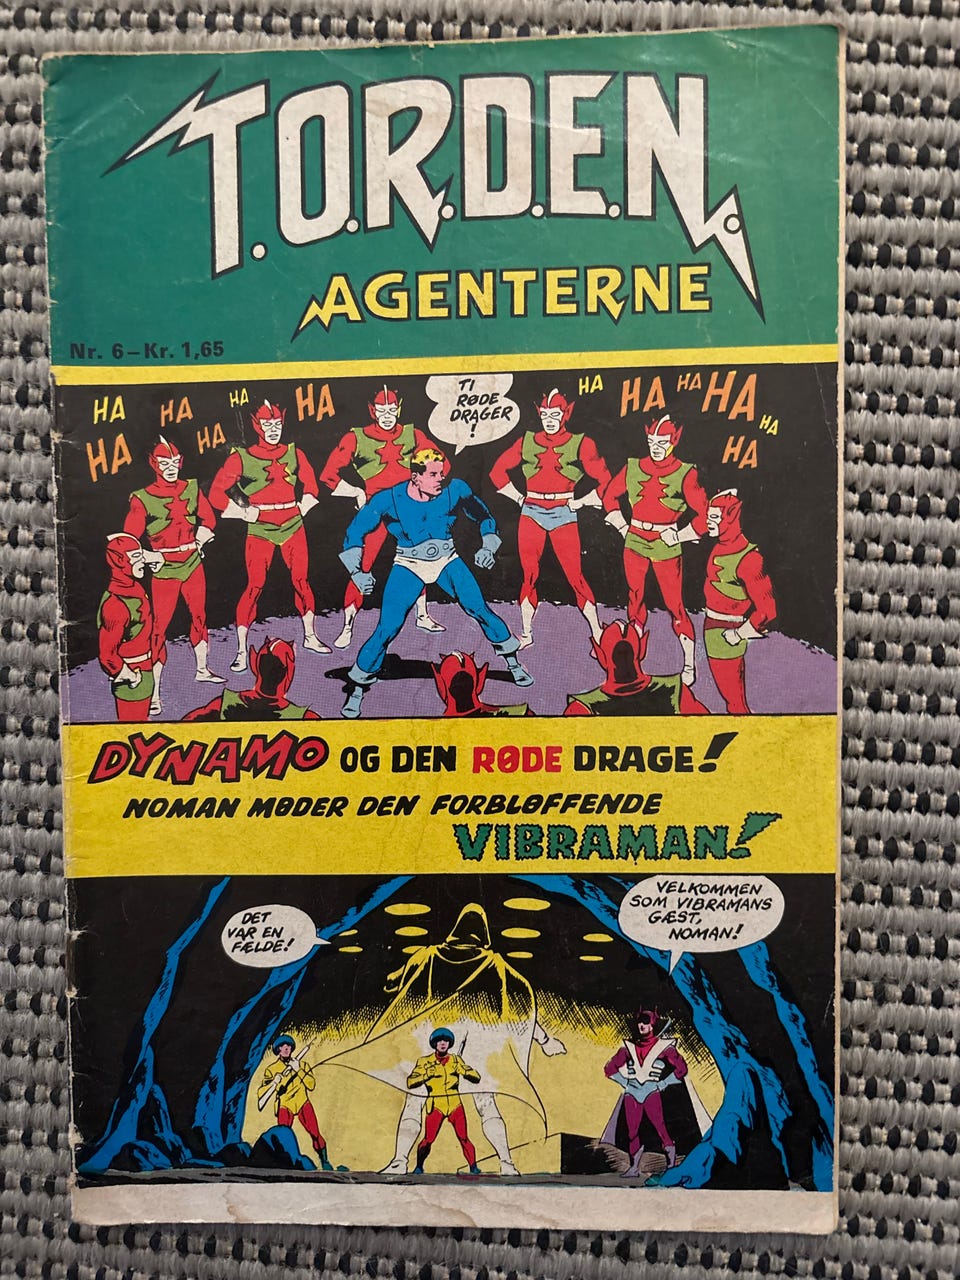 T.O.R.D.E.N.
AGENTERNE
Nr. 6–Kr. 1,65
HA
HA
HA
HA
HA
HA
TI
RØDE
DRAGER
!
HA
HA
HA
HA
HA
HA
DYNAMO OG DEN RØDE DRAGE!
NOMAN MØDER DEN FORBLØFFENDE
VIBRAMAN!
DET
VAR EN
FÆLDE!
VELKOMMEN
SOM VIBRAMANS
GÆST,
NOMAN!